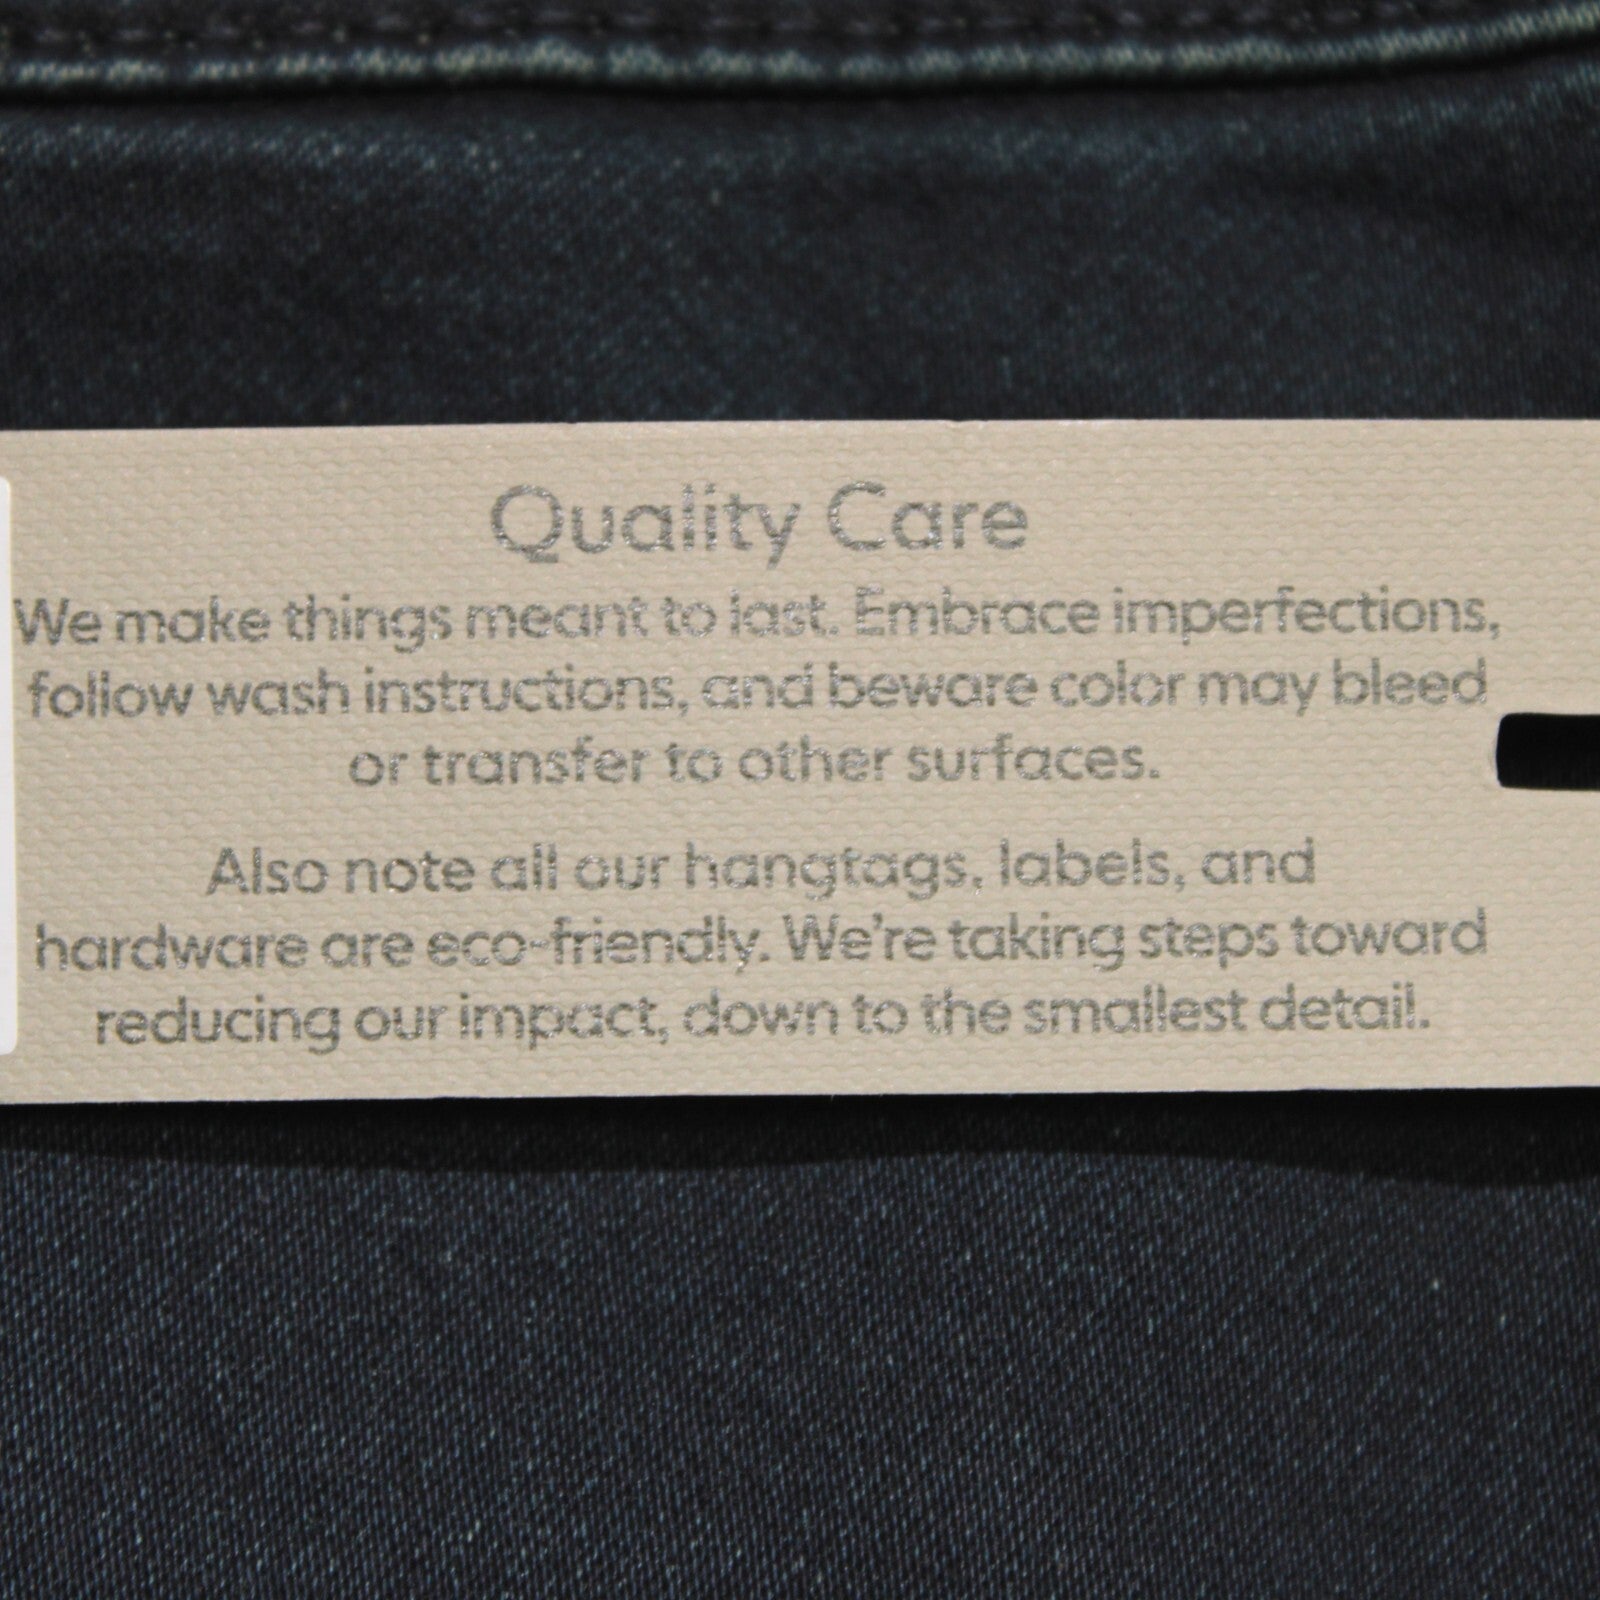 Quality Care
We make things meant to last. Embrace imperfections,
follow wash instructions, and beware color may bleed
or transfer to other surfaces.
Also note all our hangtags, labels, and
hardware are eco-friendly. We're taking steps toward
reducing our impact, down to the smallest detail.